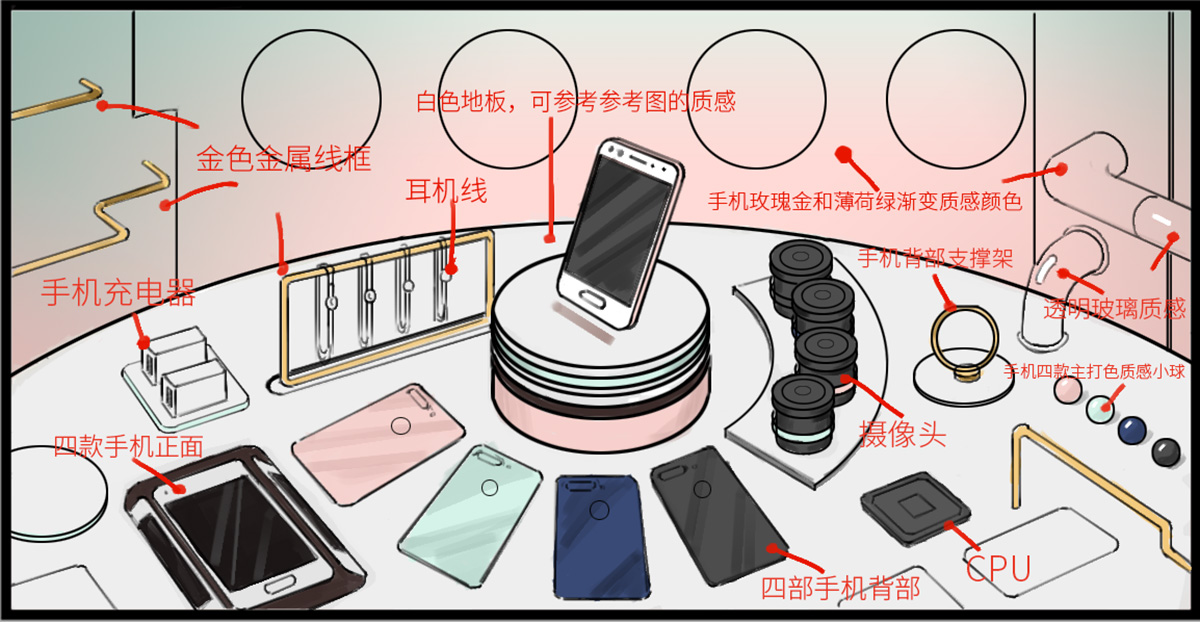 白色地板，可参考参考图的质感
金色金属线框
耳机线
手机玫瑰金和薄荷绿渐变质感颜色
手机背部支撑架
手机充电器
透明玻璃质感
手机四款主打色质感小球
摄像头
四款手机正面
CPU
四部手机背部